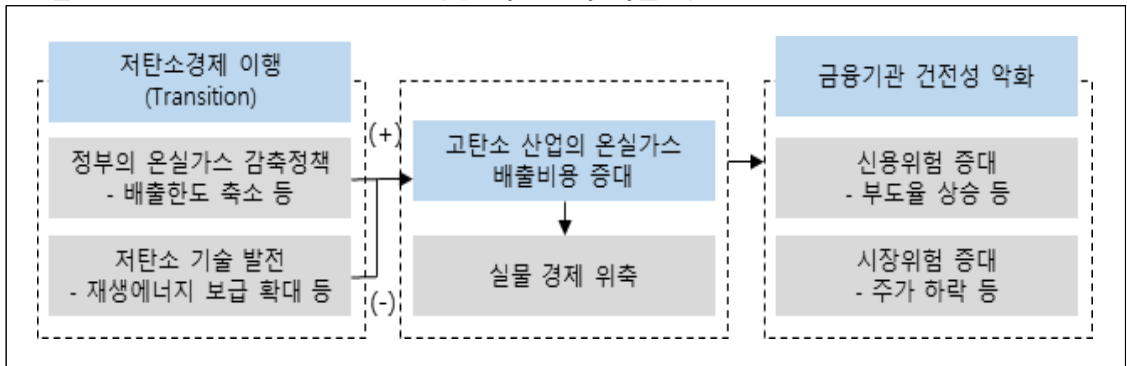 저탄소경제 이행
(Transition)
정부의 온실가스 감축정책
- 배출한도 축소 등
저탄소 기술 발전
- 재생에너지 보급 확대 등
(+)
(-)
고탄소 산업의 온실가스
배출비용 증대
실물 경제 위축
금융기관 건전성 악화
신용위험 증대
- 부도율 상승 등
시장위험 증대
- 주가 하락 등